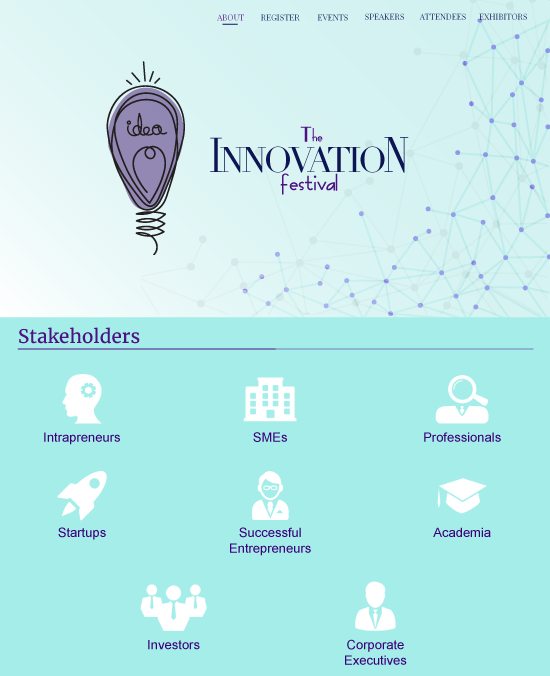 ABOUT REGISTER EVENTS SPEAKERS ATTENDEES EXHIBITORS
idea
The
INNOVATION
festival
Stakeholders
Intrapreneurs SMEs Professionals
Startups Successful Academia
Entrepreneurs
Investors Corporate
Executives